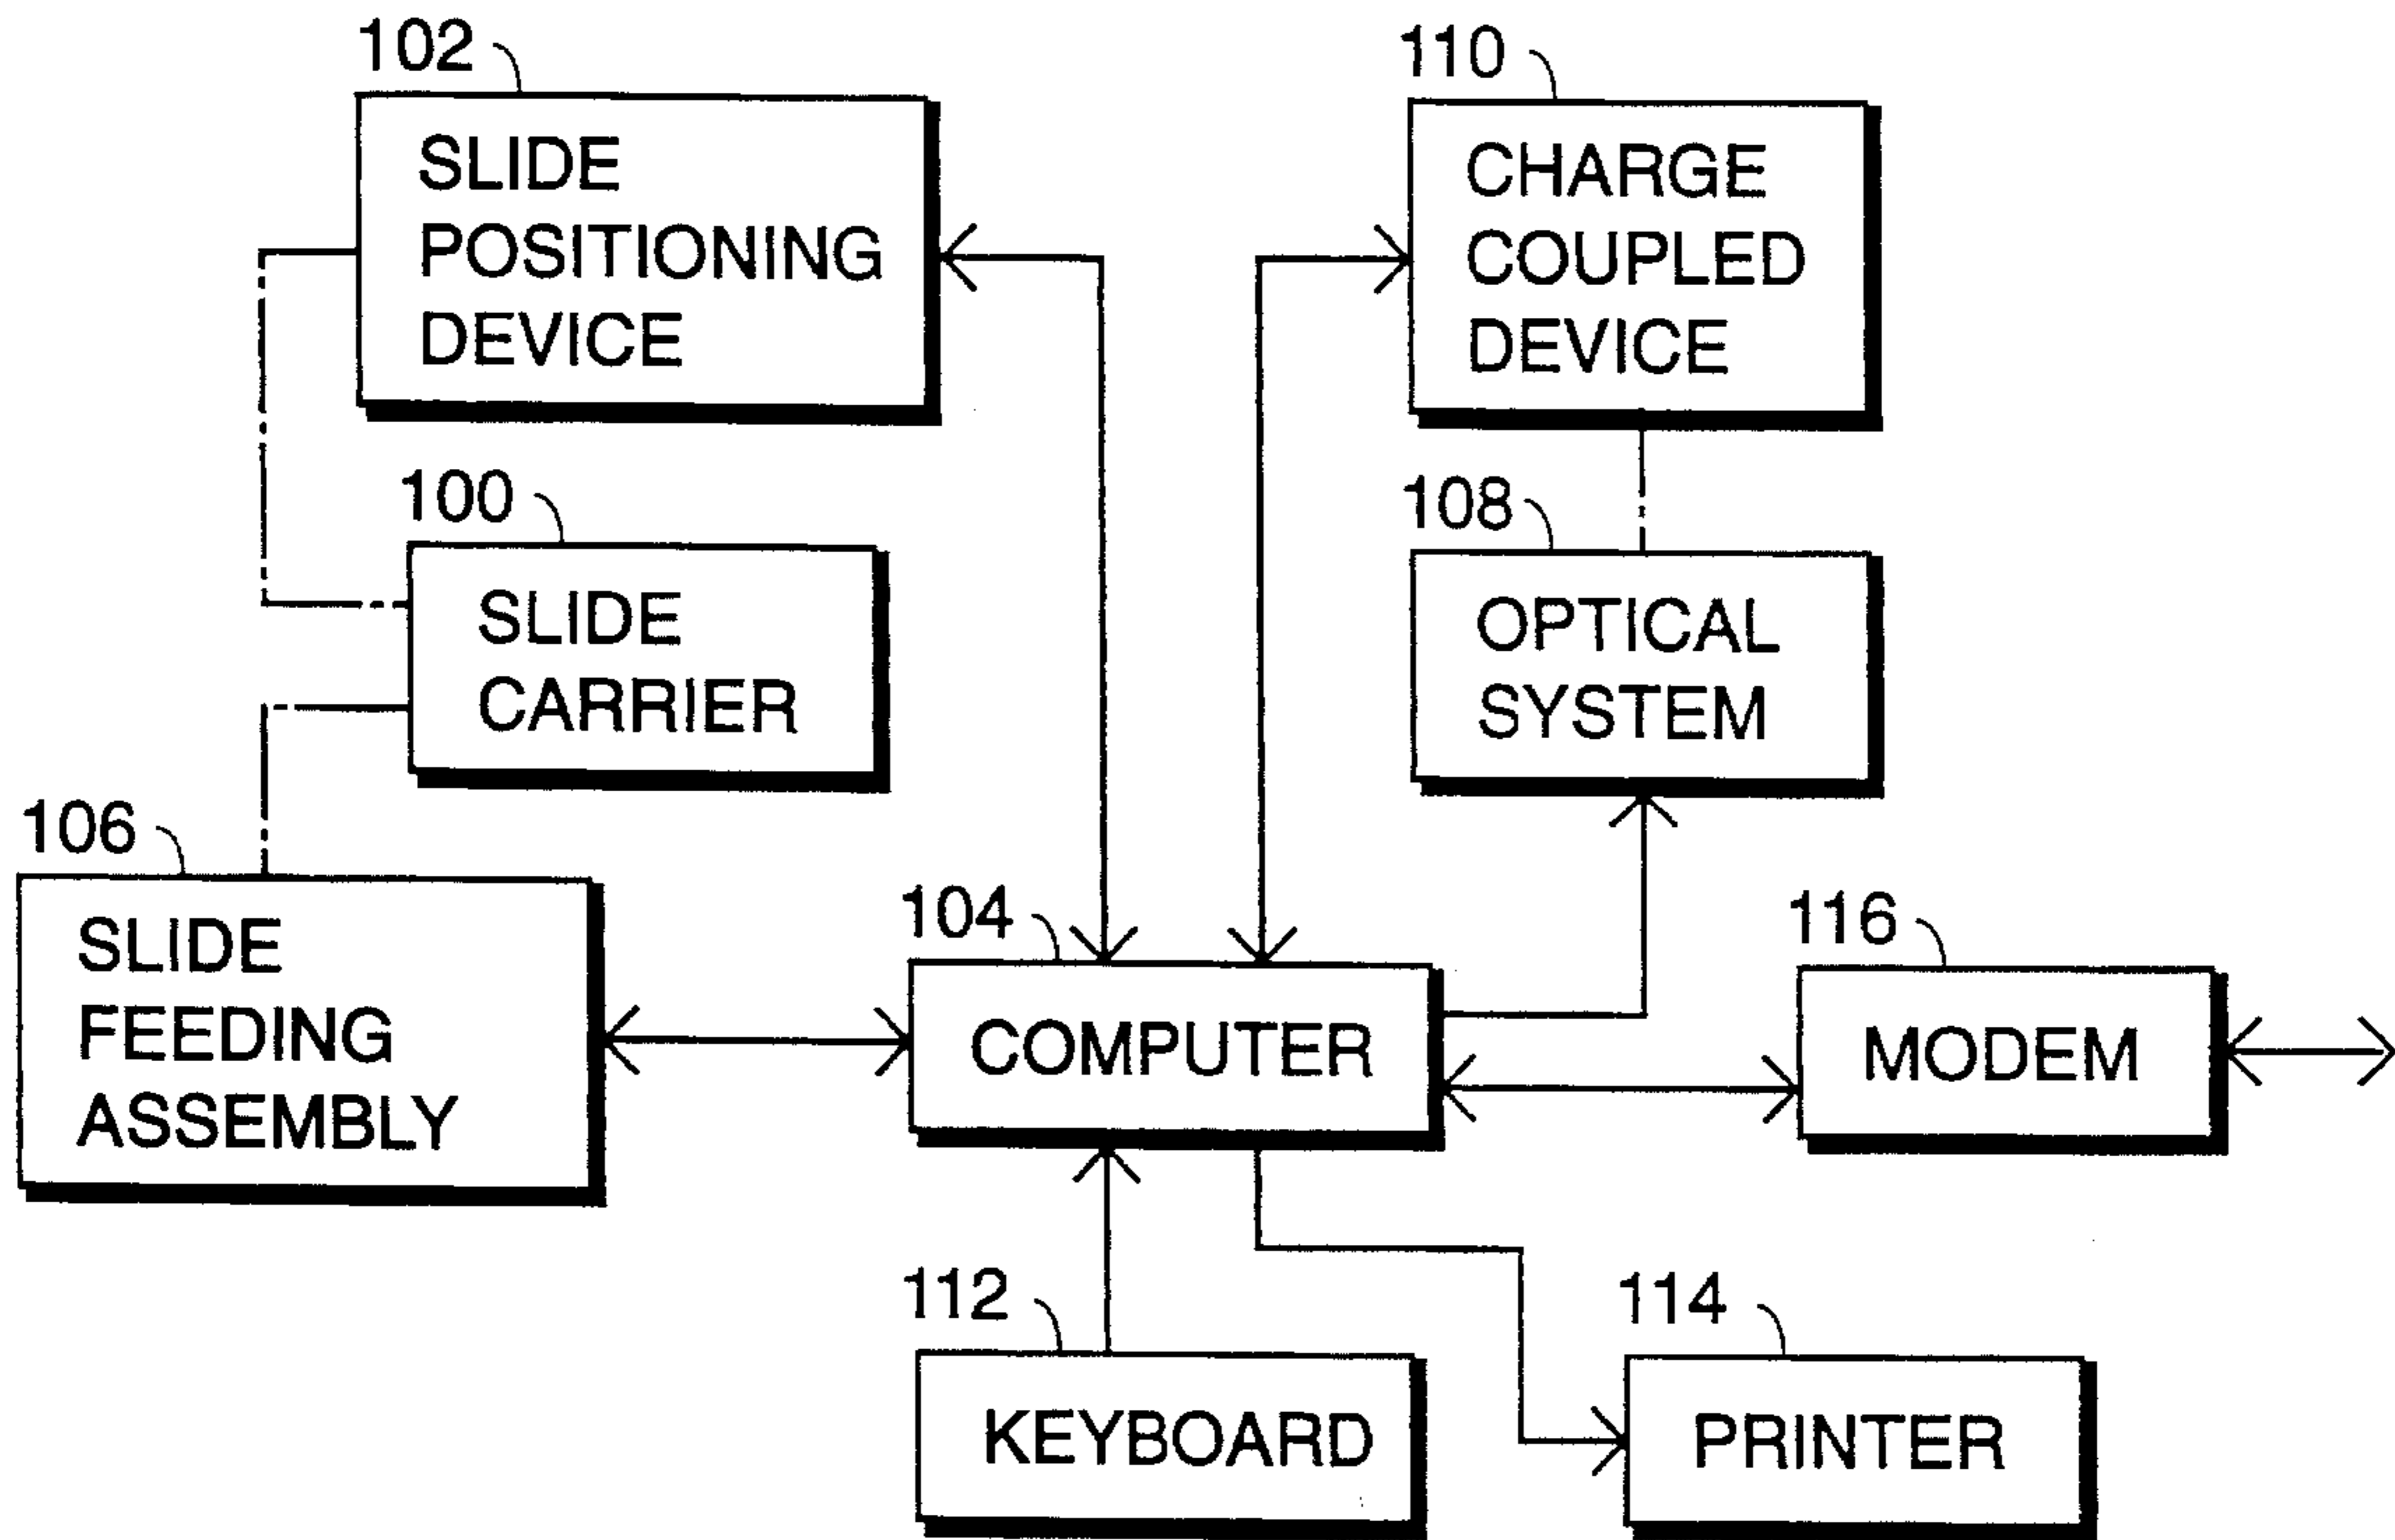 102
SLIDE
POSITIONING
DEVICE
110
CHARGE
COUPLED
DEVICE
100
SLIDE
CARRIER
108
OPTICAL
SYSTEM
106
SLIDE
FEEDING
ASSEMBLY
104
COMPUTER
116
MODEM
112
KEYBOARD
114
PRINTER